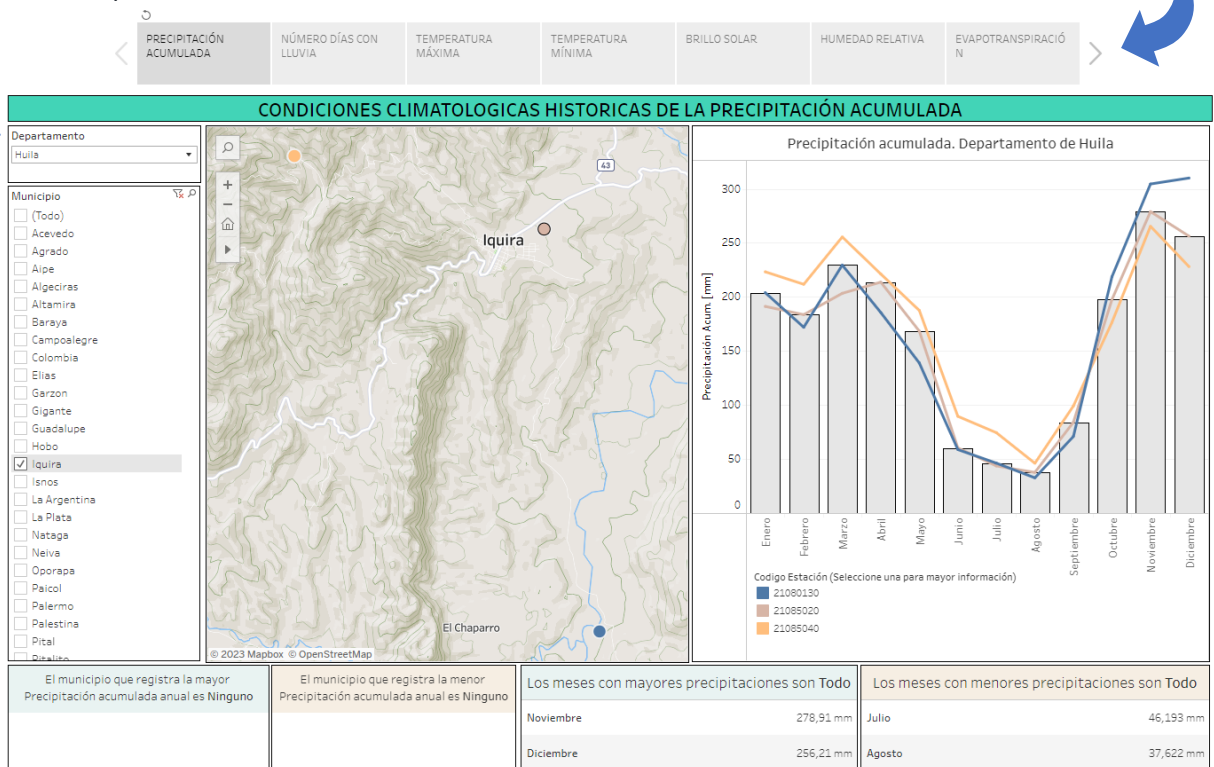 PRECIPITACIÓN
ACUMULADA
NÚMERO DÍAS CON
LLUVIA
TEMPERATURA
MÁXIMA
TEMPERATURA
MÍNIMA
BRILLO SOLAR
HUMEDAD RELATIVA
EVAPOTRANSPIRACIÓ
N
CONDICIONES CLIMATOLOGICAS HISTORICAS DE LA PRECIPITACIÓN ACUMULADA
Departamento
Huila
Municipio
(Todo)
Acevedo
Agrado
Aipe
Algeciras
Altamira
Baraya
Campoalegre
Colombia
Elias
Garzon
Gigante
Guadalupe
Hobo
Iquira
Isnos
La Argentina
La Plata
Nataga
Neiva
Oporapa
Paicol
Palermo
Palestina
Pital
Pitalito
43
Iquira
El Chaparro
© 2023 Mapbox © OpenStreetMap
Precipitación acumulada. Departamento de Huila
Precipitación Acum. [mm]
300
250
200
150
100
50
0
Enero
Febrero
Marzo
Abril
Mayo
Junio
Julio
Agosto
Septiembre
Octubre
Noviembre
Diciembre
Codigo Estación (Seleccione una para mayor información)
21080130
21085020
21085040
El municipio que registra la mayor
Precipitación acumulada anual es Ninguno
El municipio que registra la menor
Precipitación acumulada anual es Ninguno
Los meses con mayores precipitaciones son Todo
Noviembre 278,91 mm
Diciembre 256,21 mm
Los meses con menores precipitaciones son Todo
Julio 46,193 mm
Agosto 37,622 mm